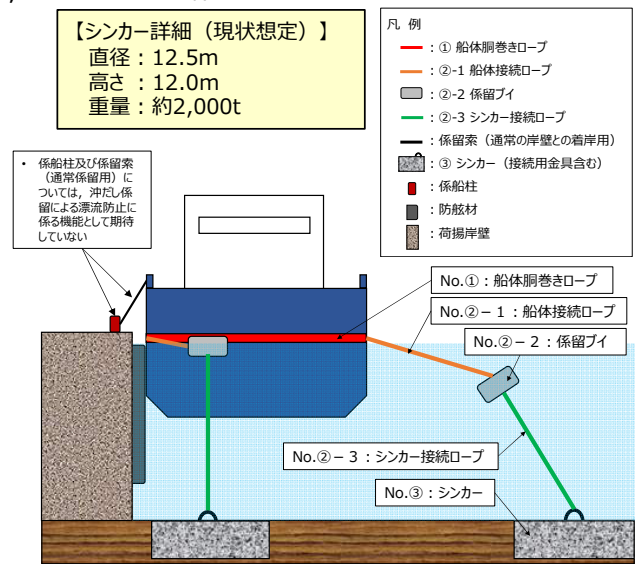 【シンカー詳細（現状想定）】
直径：12.5m
高さ：12.0m
重量：約2,000t
凡 例
：① 船体胴巻きロープ
：②-1 船体接続ロープ
：②-2 係留ブイ
：②-3 シンカー接続ロープ
：係留索（通常の岸壁との着岸用）
：③ シンカー（接続用金具含む）
：係船柱
：防舷材
：荷揚岸壁
• 係船柱及び係留索
（通常係留用）に
ついては，沖だし係
留による漂流防止に
係る機能として期待
していない
No.①：船体胴巻きロープ
No.②－1：船体接続ロープ
No.②－2：係留ブイ
No.②－3：シンカー接続ロープ
No.③：シンカー